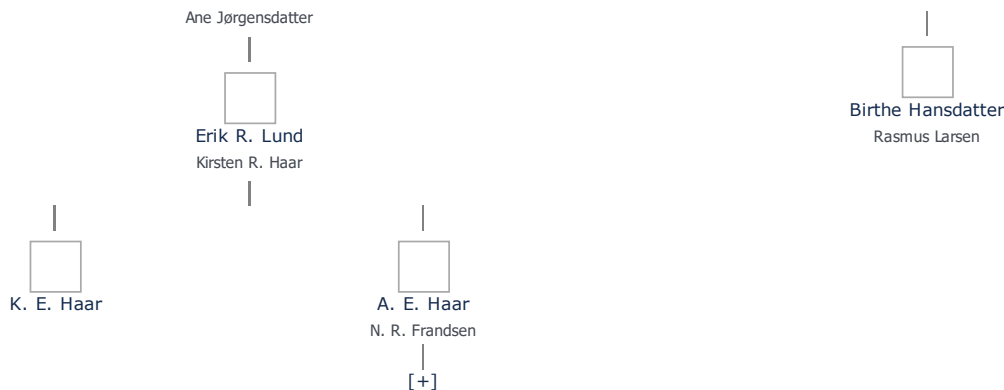 Ane Jørgensdatter
Erik R. Lund
Kirsten R. Haar
Birthe Hansdatter
Rasmus Larsen
K. E. Haar
A. E. Haar
N. R. Frandsen
[+]